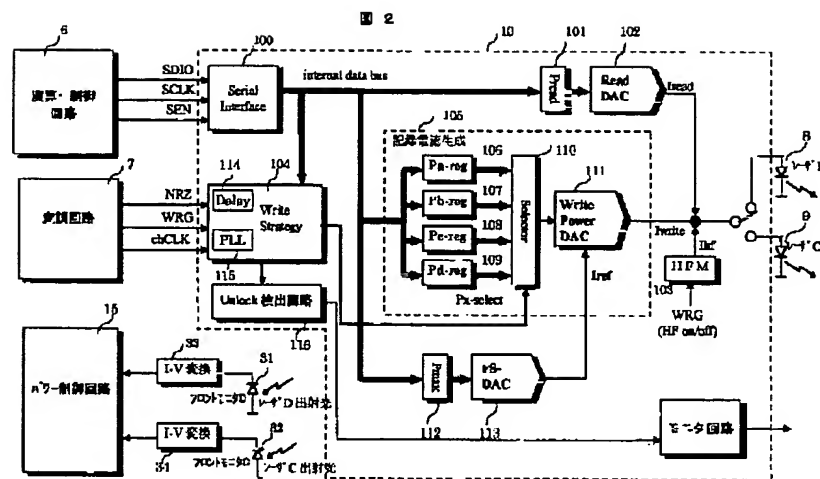 図 2
6
演算・制御
回路
SDIO
SCLK
SEN
100
Serial
Interface
internal data bus
10
101
Pread
102
Read
DAC
Iread
7
変調回路
NRZ
WRG
chCLK
114
Delay
104
Write
Strategy
PLL
115
Unlock 検出回路
116
105
記録電流生成
Pa-reg
106
Pb-reg
107
Pc-reg
108
Pd-reg
109
110
Selector
Px-select
111
Write
Power
DAC
Iwrite
Iref
Ihf
HFM
103
WRG
(HF on/off)
8
レーザD
9
レーザC
15
パワー制御回路
33
I-V 変換
31
フロントモニタD
レーザD 出射光
I-V 変換
34
32
フロントモニタC
レーザC 出射光
Pmax
112
DAC
113
モニタ回路